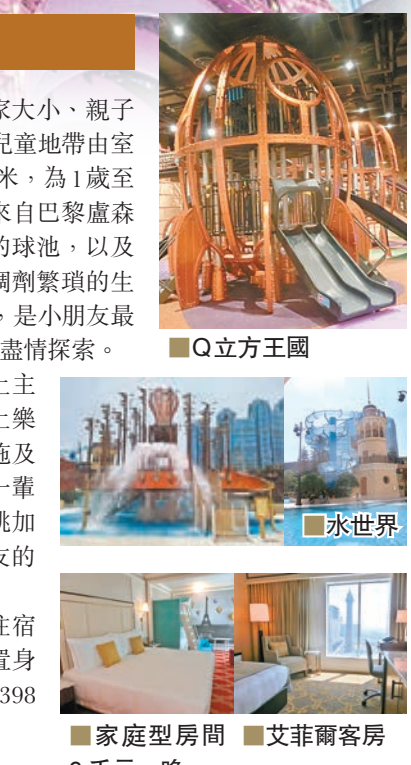 家大小、親子
兒童地帶由室
米，為1歲至
來自巴黎盧森
的球池，以及
調劑繁瑣的生
，是小朋友最
盡情探索。
■Q立方王國
上主
上樂
施及
一輩
挑加
友的
■水世界
住宿
置身
398
■家庭型房間 ■艾菲爾客房